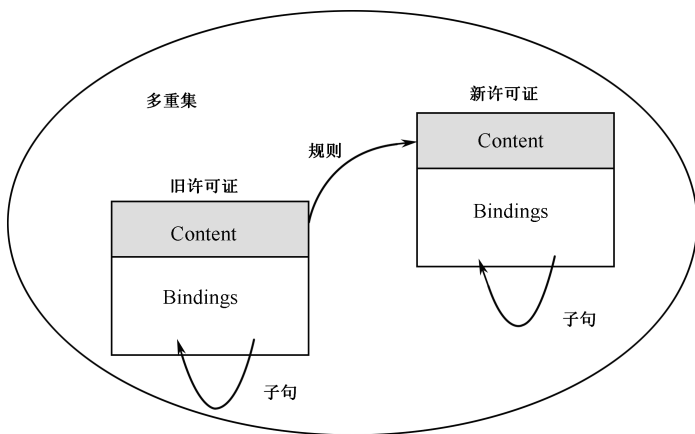 多重集
新许可证
Content
规则
旧许可证
Bindings
Content
Bindings
子句
子句